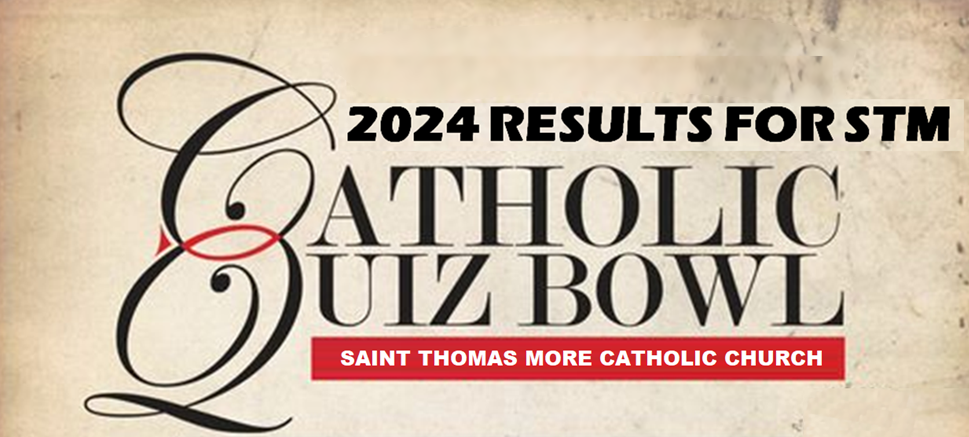 2024 RESULTS FOR STM
CATHOLIC
QUIZ BOWL
SAINT THOMAS MORE CATHOLIC CHURCH